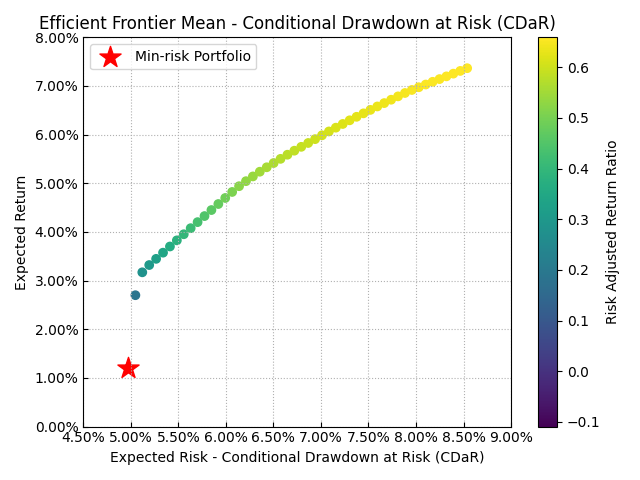 Efficient Frontier Mean - Conditional Drawdown at Risk (CDaR)
Min-risk Portfolio
8.00%
7.00%
6.00%
5.00%
4.00%
3.00%
2.00%
1.00%
0.00%
Expected Return
4.50% 5.00% 5.50% 6.00% 6.50% 7.00% 7.50% 8.00% 8.50% 9.00%
Expected Risk - Conditional Drawdown at Risk (CDaR)
0.6
0.5
0.4
0.3
0.2
0.1
0.0
−0.1
Risk Adjusted Return Ratio